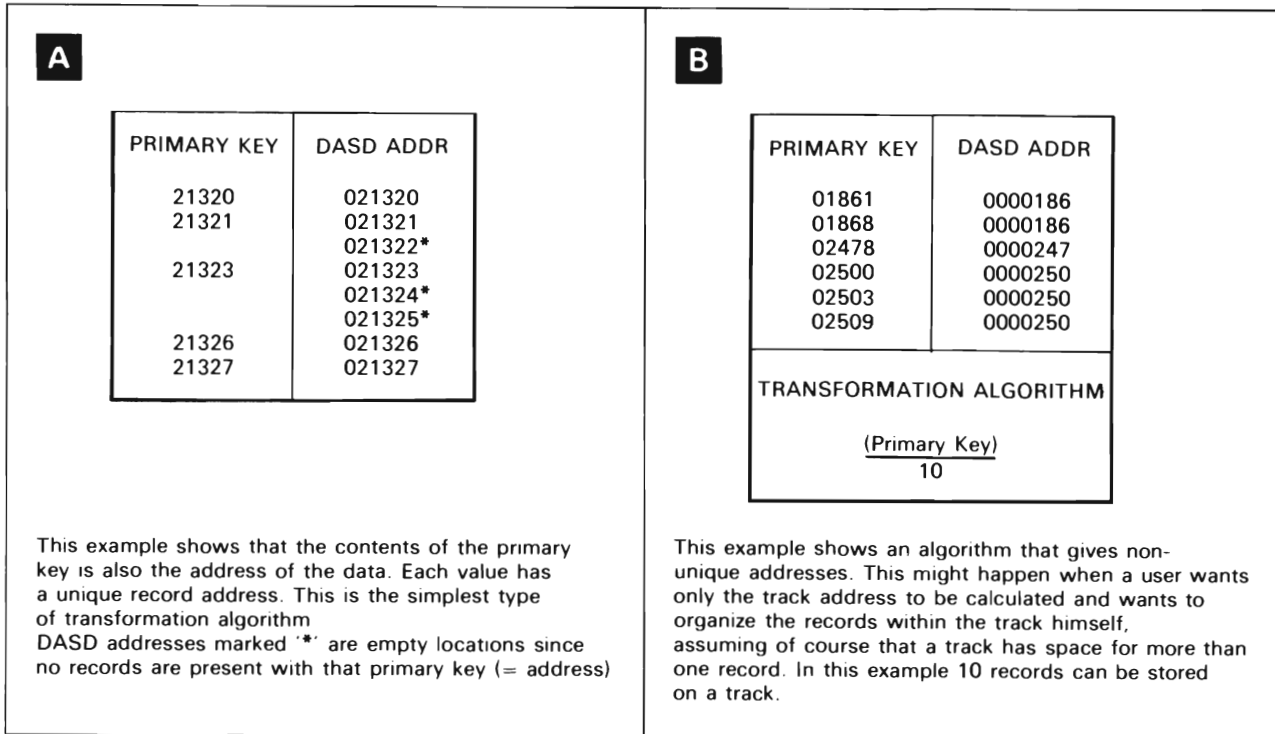 A
PRIMARY KEY DASD ADDR
21320 021320
21321 021321
021322*
21323 021323
021324*
021325*
21326 021326
21327 021327
This example shows that the contents of the primary
key is also the address of the data. Each value has
a unique record address. This is the simplest type
of transformation algorithm
DASD addresses marked '*' are empty locations since
no records are present with that primary key (= address)
B
PRIMARY KEY DASD ADDR
01861 0000186
01868 0000186
02478 0000247
02500 0000250
02503 0000250
02509 0000250
TRANSFORMATION ALGORITHM
(Primary Key)
10
This example shows an algorithm that gives non-
unique addresses. This might happen when a user wants
only the track address to be calculated and wants to
organize the records within the track himself,
assuming of course that a track has space for more than
one record. In this example 10 records can be stored
on a track.